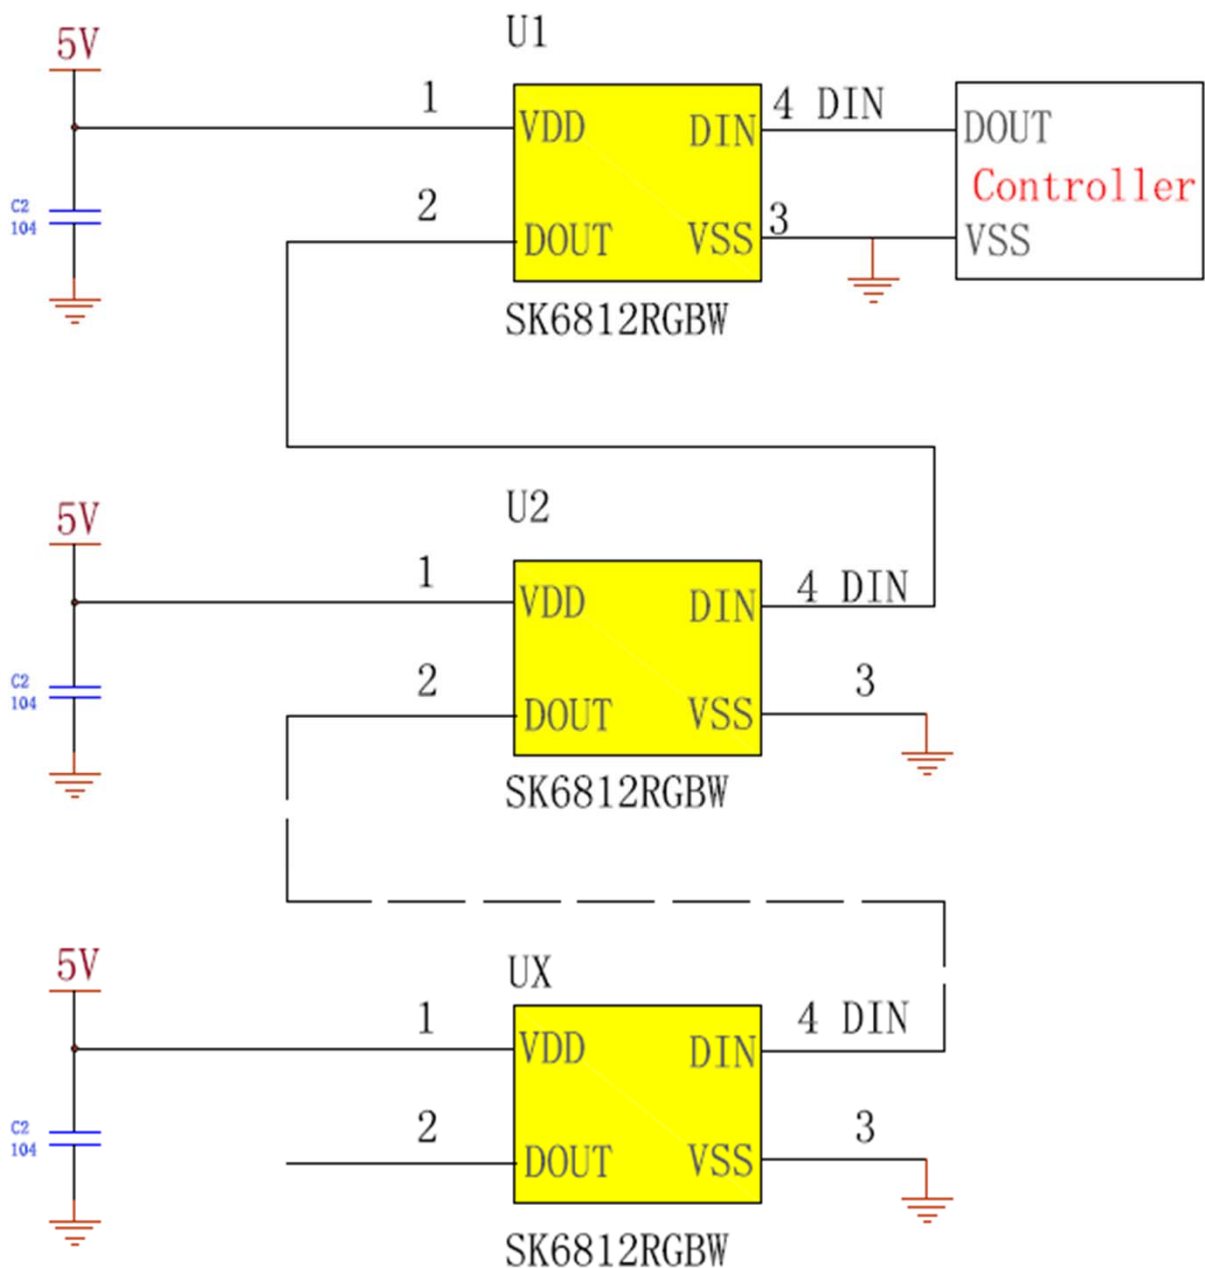 U1
5V
1
VDD
DIN
4 DIN
DOUT
Controller
C2
104
2
DOUT
VSS
3
VSS
SK6812RGBW
U2
5V
1
VDD
DIN
4 DIN
C2
104
2
DOUT
VSS
3
SK6812RGBW
UX
5V
1
VDD
DIN
4 DIN
C2
104
2
DOUT
VSS
3
SK6812RGBW